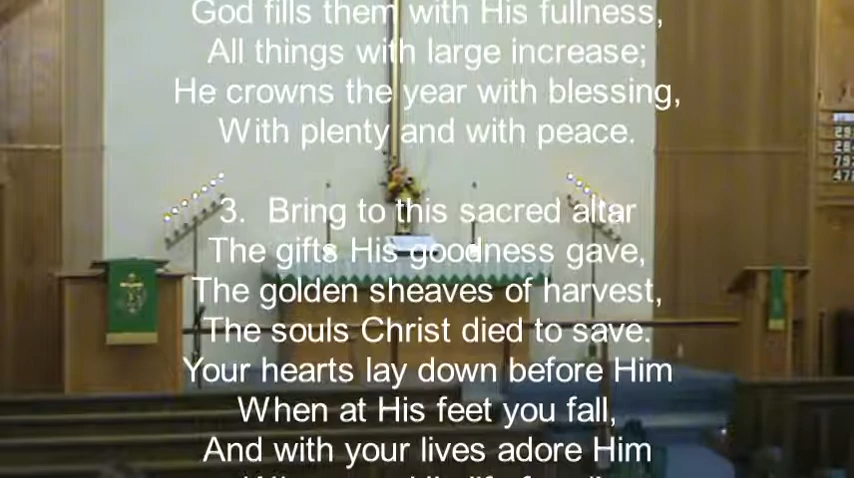 God fills them with His fullness,
All things with large increase;
He crowns the year with blessing,
With plenty and with peace.
3. Bring to this sacred altar
The gifts His goodness gave,
The golden sheaves of harvest,
The souls Christ died to save.
Your hearts lay down before Him
When at His feet you fall,
And with your lives adore Him